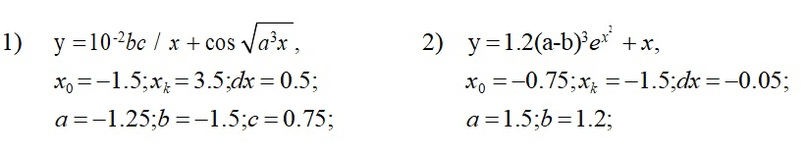 1) y = 10⁻²bc / x + cos √(a³x) ,
x₀ = −1.5; xₖ = 3.5; dx = 0.5;
a = −1.25; b = −1.5; c = 0.75;
2) y = 1.2(a-b)³e^(x²) + x,
x₀ = −0.75; xₖ = −1.5; dx = −0.05;
a = 1.5; b = 1.2;